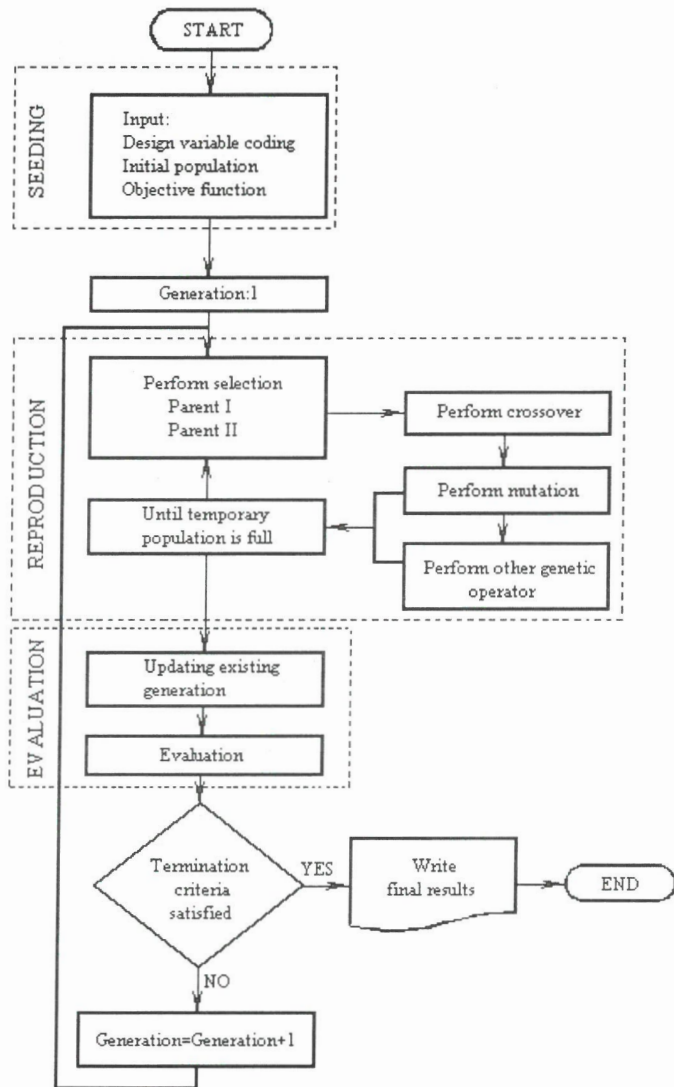 START
SEEDING
Input:
Design variable coding
Initial population
Objective function
Generation:1
REPRODUCTION
Perform selection
Parent I
Parent II
Perform crossover
Perform mutation
Perform other genetic
operator
Until temporary
population is full
EVALUATION
Updating existing
generation
Evaluation
Termination
criteria
satisfied
YES
Write
final results
END
NO
Generation=Generation+1